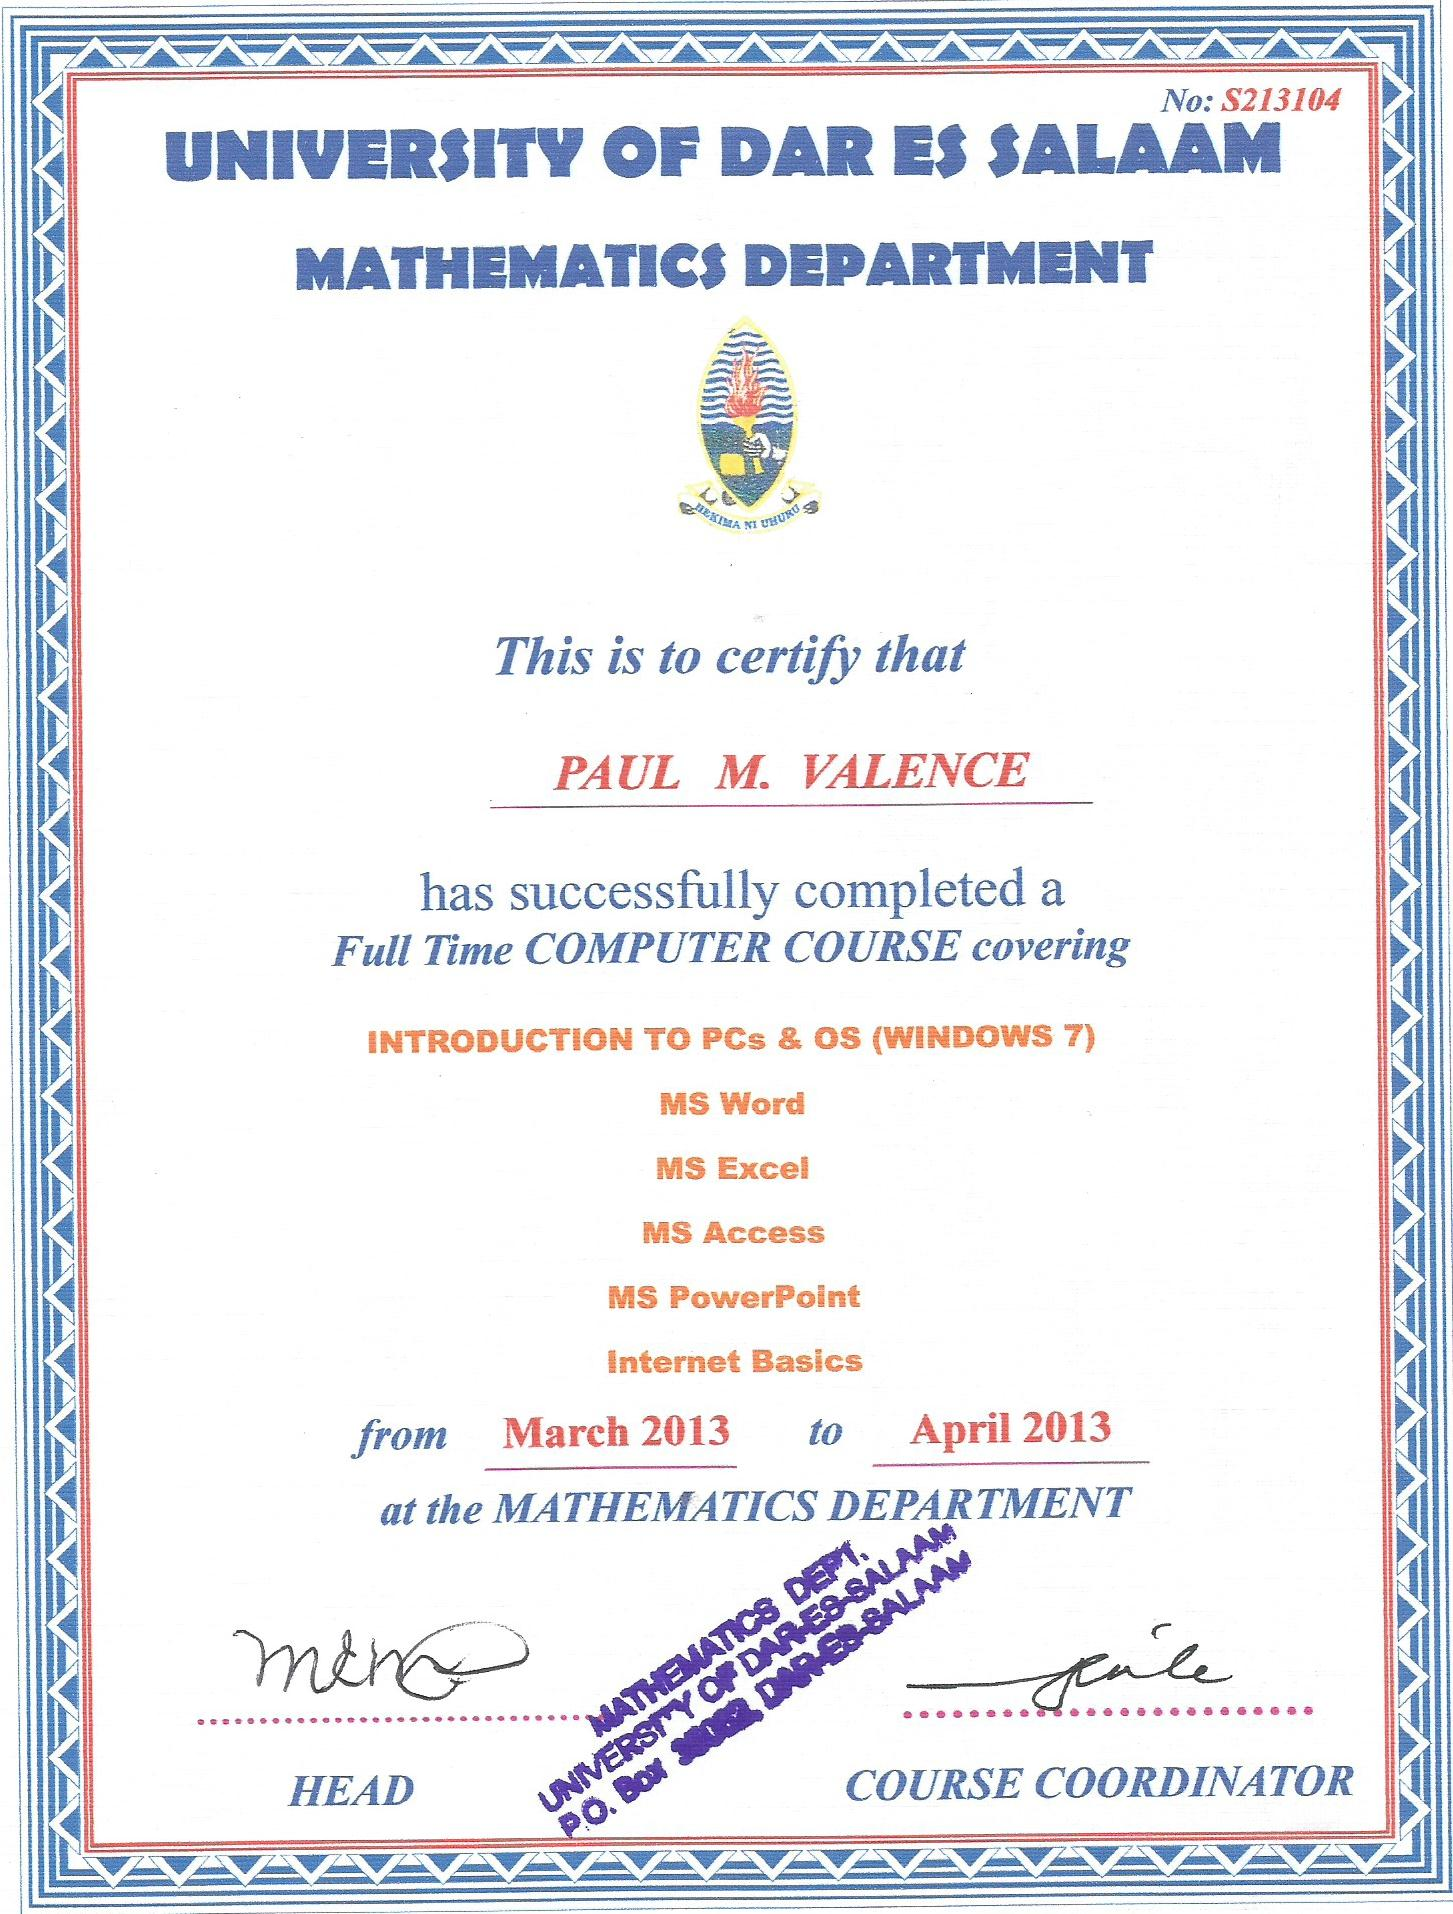 No: S213104
UNIVERSITY OF DAR ES SALAAM
MATHEMATICS DEPARTMENT
HEKIMA NI UHURU
This is to certify that
PAUL M. VALENCE
has successfully completed a
Full Time COMPUTER COURSE covering
INTRODUCTION TO PCs & OS (WINDOWS 7)
MS Word
MS Excel
MS Access
MS PowerPoint
Internet Basics
from March 2013 to April 2013
at the MATHEMATICS DEPARTMENT
MATHEMATICS DEPT.
UNIVERSITY OF DAR-ES-SALAAM
P.O. Box DAR-ES-SALAAM
HEAD
COURSE COORDINATOR